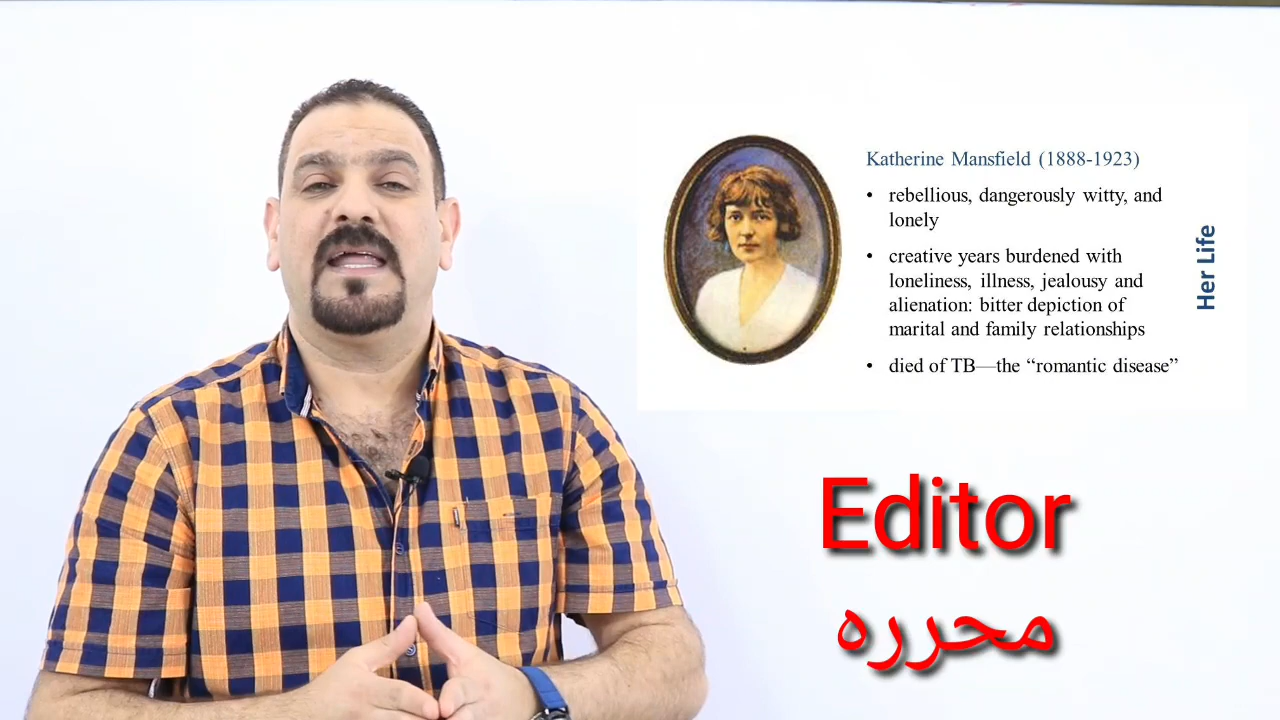 Katherine Mansfield (1888-1923)
• rebellious, dangerously witty, and
lonely
• creative years burdened with
loneliness, illness, jealousy and
alienation: bitter depiction of
marital and family relationships
• died of TB—the “romantic disease”
Her Life
Editor
محرره